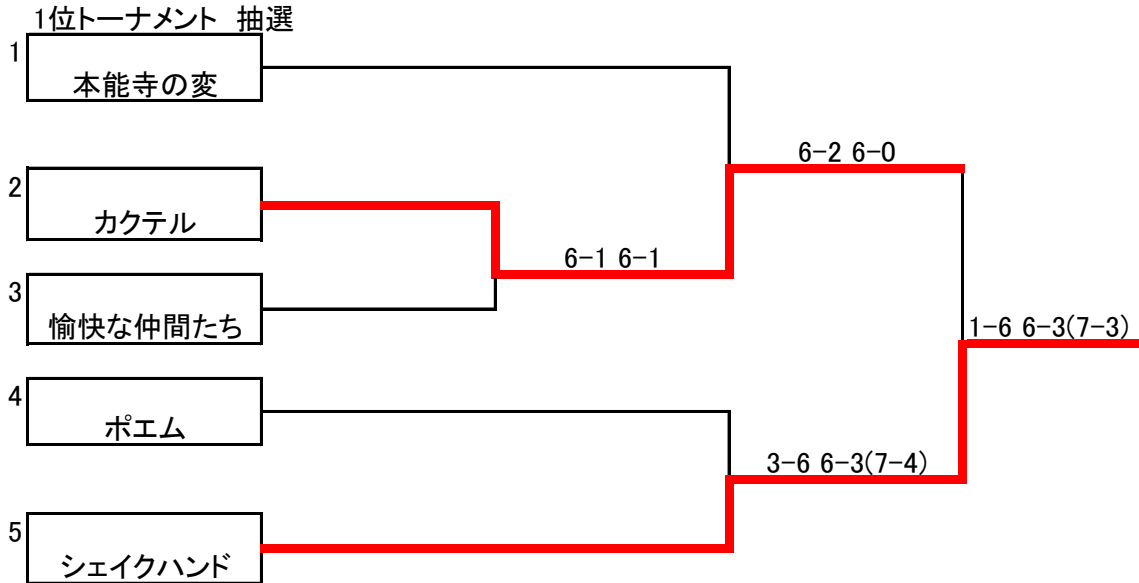 1位トーナメント 抽選
1
本能寺の変
6-2 6-0
2
カクテル
6-1 6-1
3
愉快な仲間たち
1-6 6-3(7-3)
4
ポエム
3-6 6-3(7-4)
5
シェイクハンド